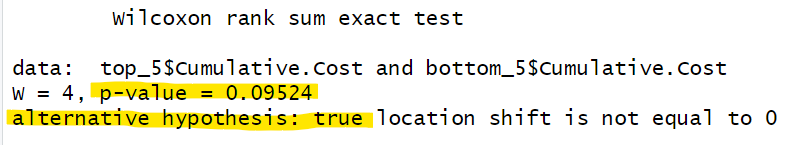 Wilcoxon rank sum exact test
data: top_5$Cumulative.Cost and bottom_5$Cumulative.Cost
W = 4, p-value = 0.09524
alternative hypothesis: true location shift is not equal to 0